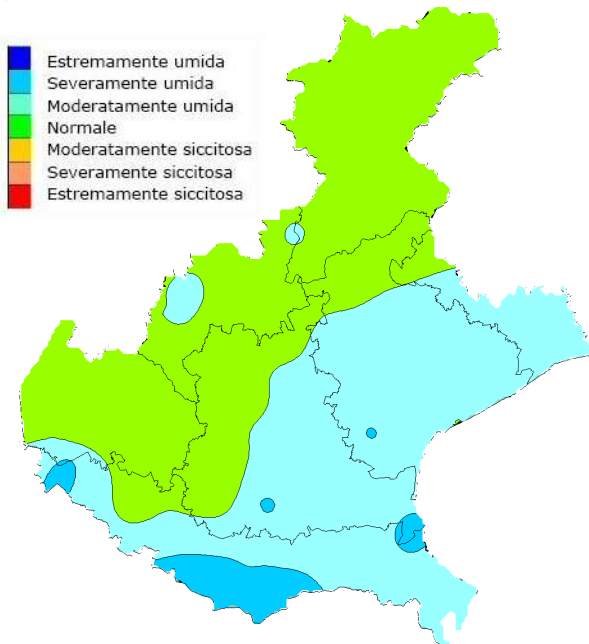 Estremamente umida
Severamente umida
Moderatamente umida
Normale
Moderatamente siccitosa
Severamente siccitosa
Estremamente siccitosa